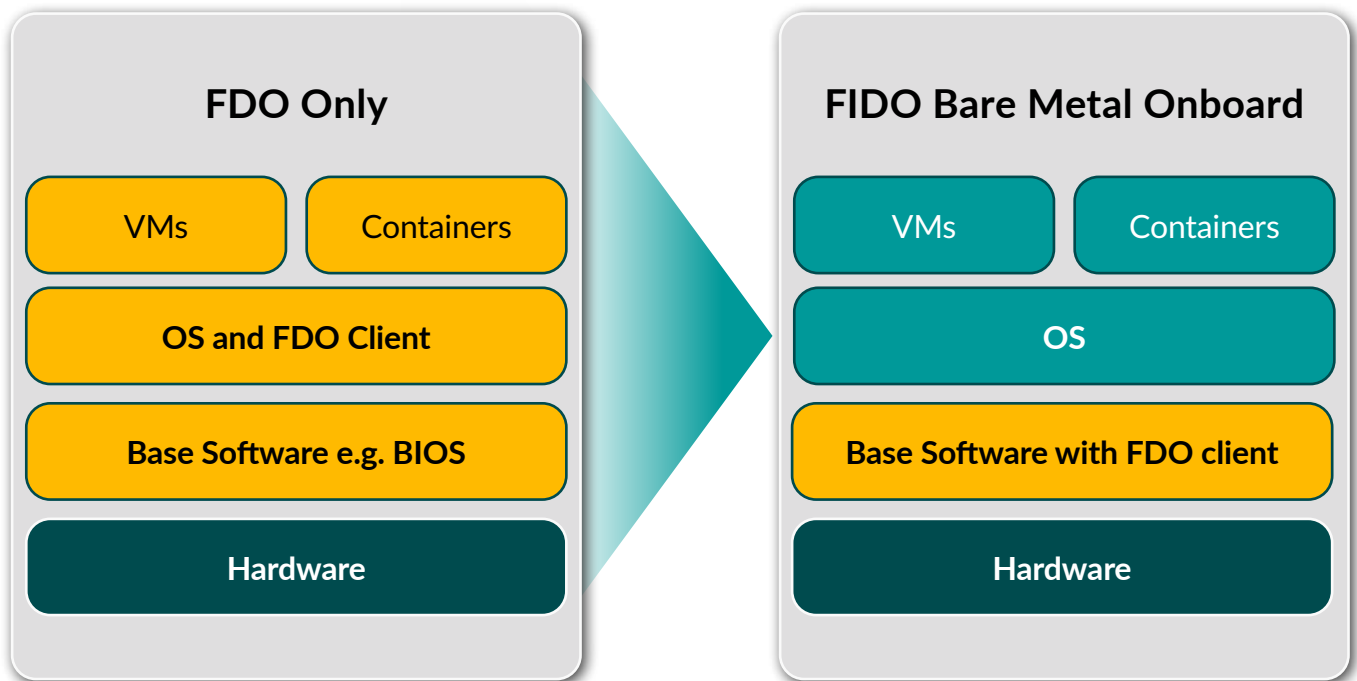 FDO Only
VMs
Containers
OS and FDO Client
Base Software e.g. BIOS
Hardware
FIDO Bare Metal Onboard
VMs
Containers
OS
Base Software with FDO client
Hardware